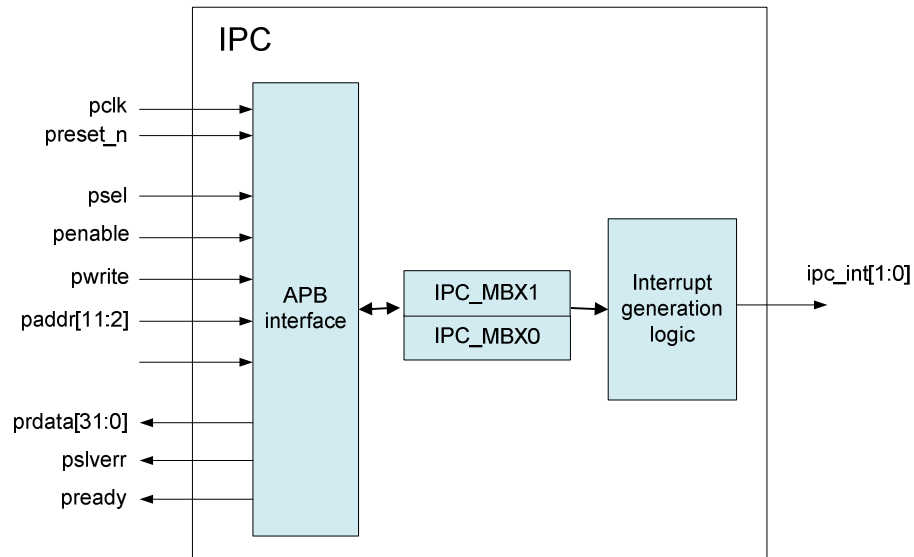 IPC
pclk
preset_n
psel
penable
pwrite
paddr[11:2]
prdata[31:0]
pslverr
pready
APB
interface
IPC_MBX1
IPC_MBX0
Interrupt
generation
logic
ipc_int[1:0]